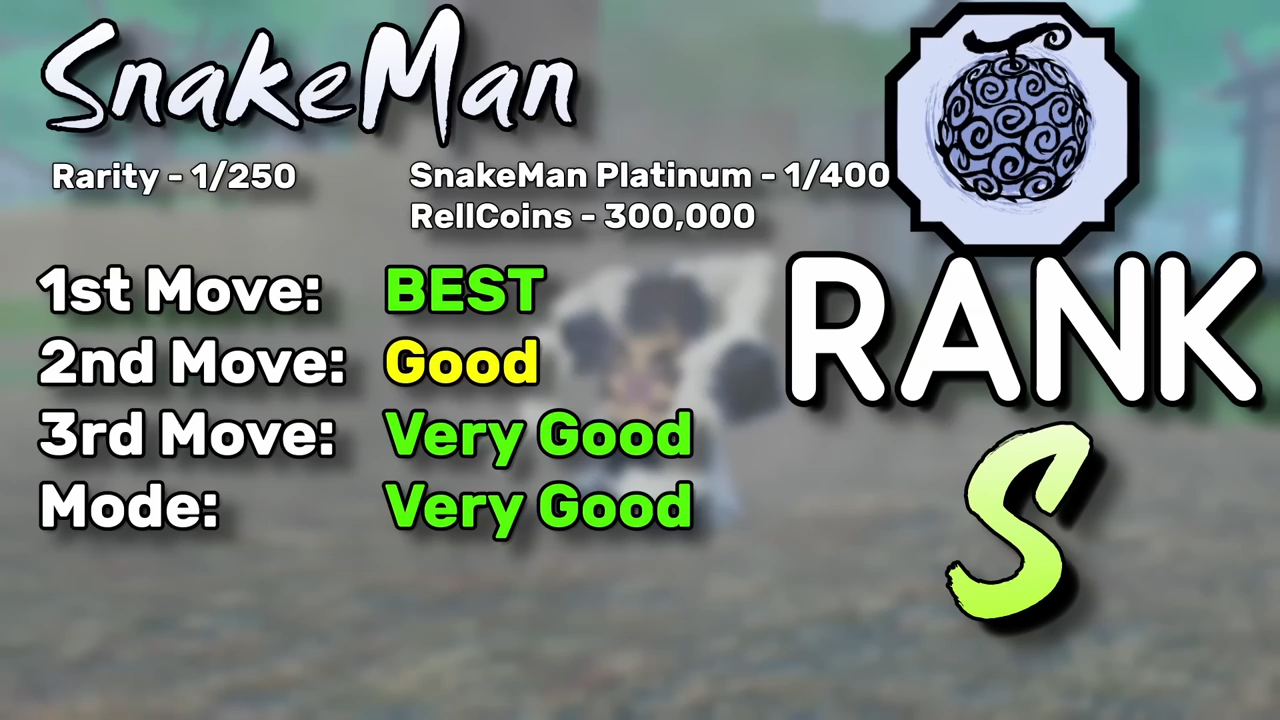 SnakeMan
Rarity - 1/250
SnakeMan Platinum - 1/400
RellCoins - 300,000
1st Move: BEST
2nd Move: Good
3rd Move: Very Good
Mode: Very Good
RANK
S